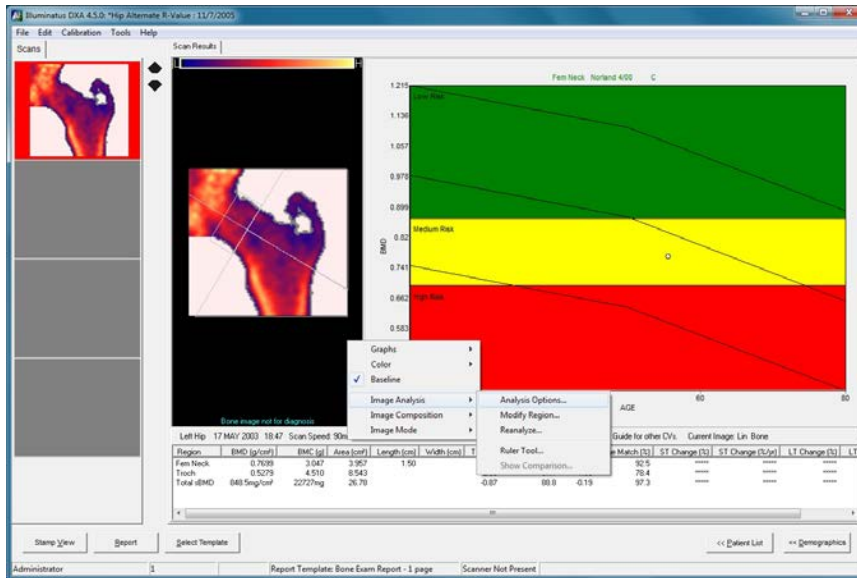 Illuminatus DXA 4.5.0: *Hip Alternate R-Value : 11/7/2005
File Edit Calibration Tools Help
Scans
Scan Results
L H
Fem Neck Norland 4/00 C
1.215
Low Risk
1.136
1.057
0.978
0.899
Medium Risk
0.82
BMD
0.741
High Risk
0.662
0.583
60 80
AGE
Graphs
Color
Baseline
Image Analysis
Image Composition
Image Mode
Analysis Options...
Modify Region...
Reanalyze...
Ruler Tool...
Show Comparison...
Bone image not for diagnosis
Left Hip 17 MAY 2003 18:47 Scan Speed: 90m Guide for other CVs. Current Image: Lin Bone
Region BMD (g/cm²) BMC (g) Area (cm²) Length (cm) Width (cm) T Match (%) ST Change (%) ST Change (%/yr) LT Change (%) LT
Fem Neck 0.7699 3.047 3.957 1.50 92.5 ***** ***** *****
Troch 0.5279 4.510 8.543 78.4 ***** ***** *****
Total sBMD 848.5mg/cm² 22727mg 26.78 -0.87 88.8 -0.19 97.3 ***** ***** *****
Stamp View Report Select Template << Patient List << Demographics
Administrator 1 Report Template: Bone Exam Report - 1 page Scanner Not Present